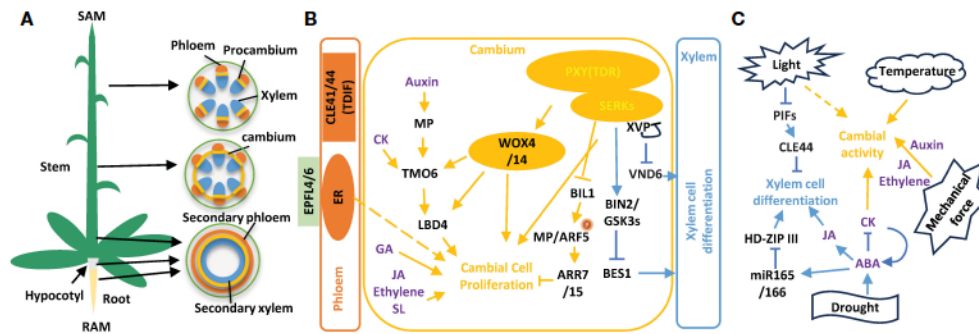 A
SAM
Phloem
Procambium
Xylem
cambium
Stem
Secondary phloem
Hypocotyl
Root
Secondary xylem
RAM
B
EPFL4/6
CLE41/44
(TDIF)
ER
Phloem
Cambium
PXY(TDR)
SERKs
Auxin
MP
CK
TMO6
WOX4
/14
LBD4
XVP
VND6
BIL1
BIN2/
GSK3s
MP/ARF5
P
GA
JA
Ethylene
SL
Cambial Cell
Proliferation
ARR7
/15
BES1
Xylem
Xylem cell
differentiation
C
Light
Temperature
PIFs
CLE44
Cambial
activity
Auxin
JA
Ethylene
Mechanical
force
Xylem cell
differentiation
HD-ZIP III
JA
CK
ABA
miR165
/166
Drought